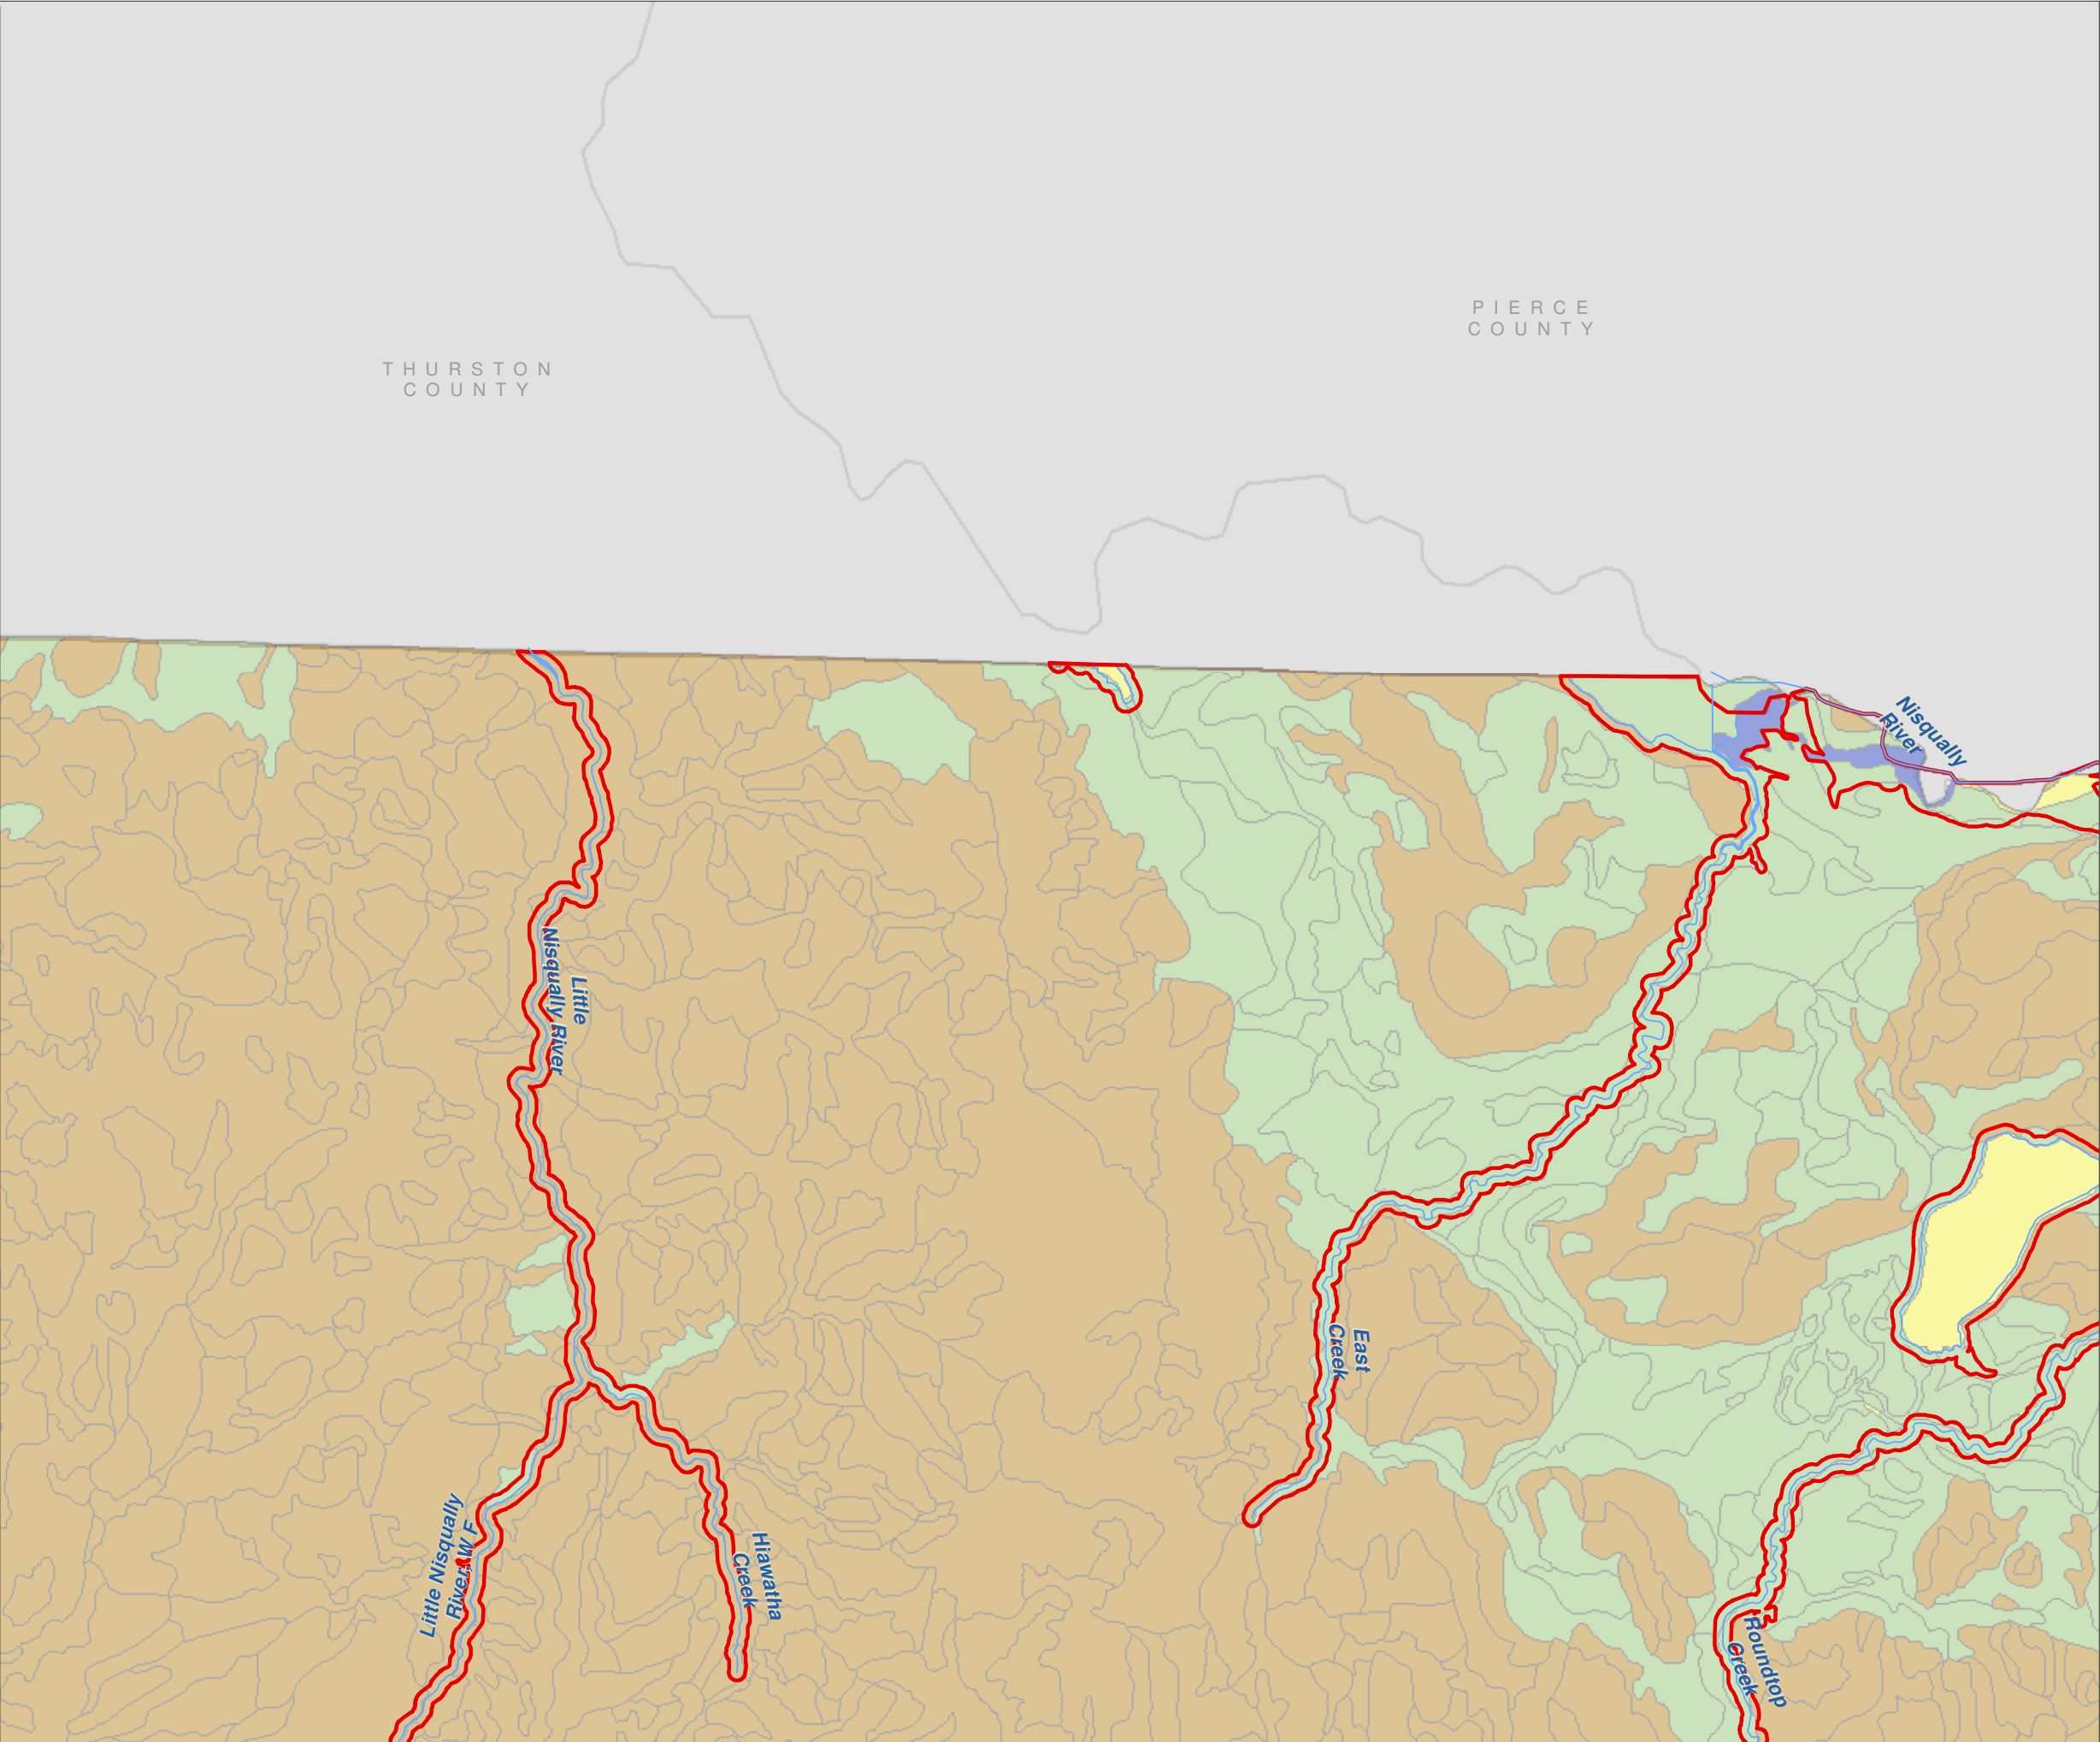 PIERCE
COUNTY
THURSTON
COUNTY
Nisqually
River
Little
Nisqually River
East
Creek
Little Nisqually
River, W F
Hiawatha
Creek
Roundtop
Creek